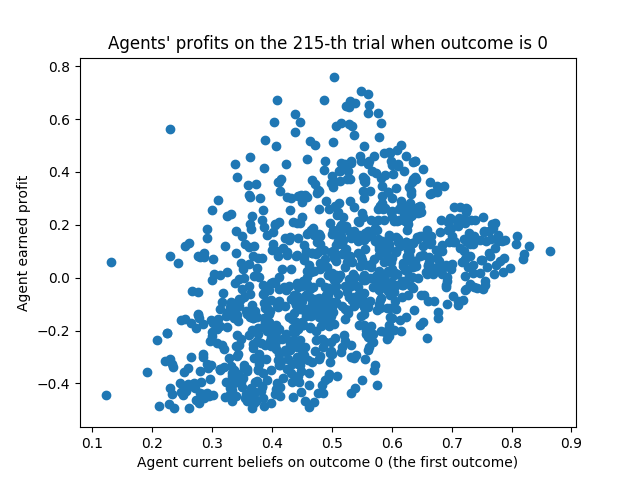 Agents' profits on the 215-th trial when outcome is 0
0.8
0.6
0.4
0.2
0.0
−0.2
−0.4
Agent earned profit
0.1 0.2 0.3 0.4 0.5 0.6 0.7 0.8 0.9
Agent current beliefs on outcome 0 (the first outcome)